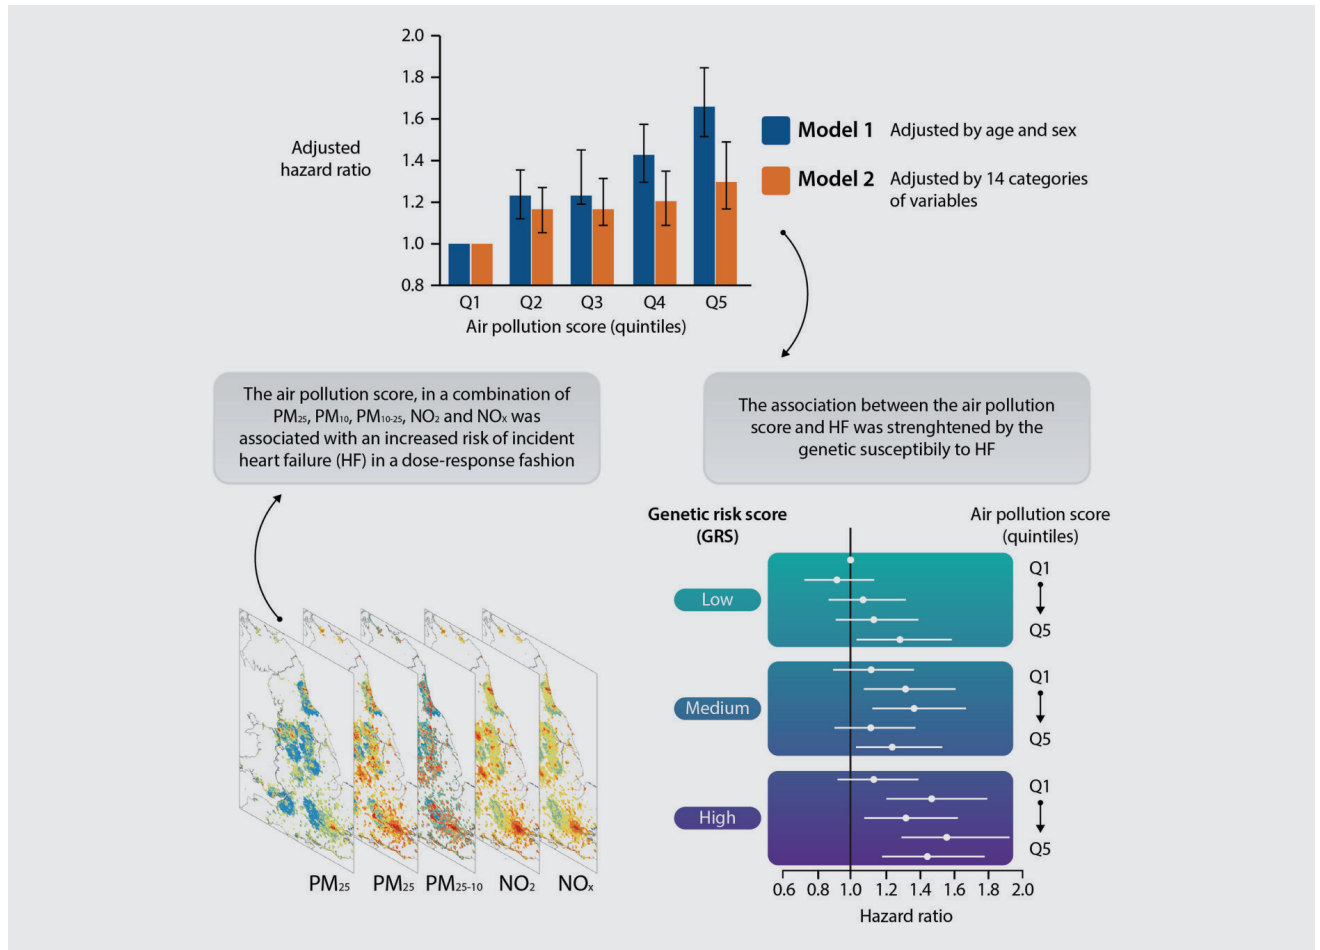 2.0
1.8
1.6
1.4
1.2
1.0
0.8
Adjusted
hazard ratio
Q1 Q2 Q3 Q4 Q5
Air pollution score (quintiles)
Model 1 Adjusted by age and sex
Model 2 Adjusted by 14 categories
of variables
The air pollution score, in a combination of
PM25, PM10, PM10-25, NO2 and NOx was
associated with an increased risk of incident
heart failure (HF) in a dose-response fashion
The association between the air pollution
score and HF was strenghtened by the
genetic susceptibily to HF
PM25 PM25 PM25-10 NO2 NOx
Genetic risk score
(GRS)
Air pollution score
(quintiles)
Low
Q1
Q5
Medium
Q1
Q5
High
Q1
Q5
0.6 0.8 1.0 1.2 1.4 1.6 1.8 2.0
Hazard ratio